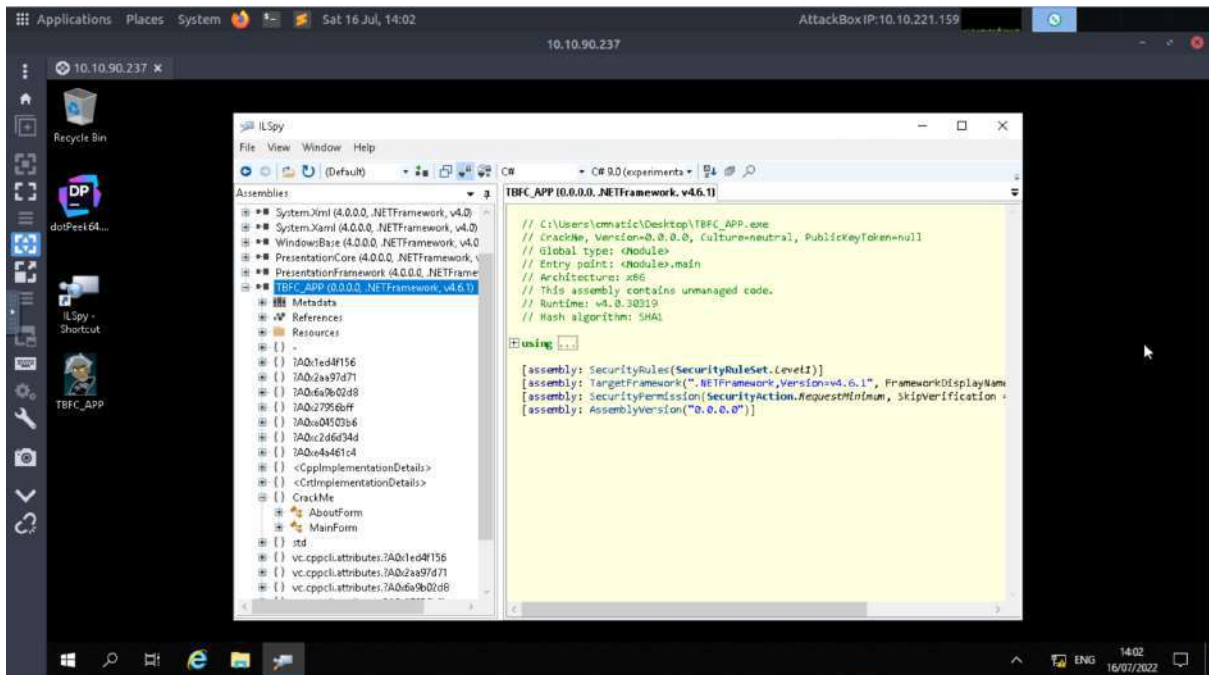 Applications Places System Sat 16 Jul, 14:02 AttackBox IP:10.10.221.159
10.10.90.237
10.10.90.237
Recycle Bin
DP
dotPeek64....
ILSpy -
Shortcut
TBFC_APP
ILSpy
File View Window Help
(Default) C# C# 9.0 (experimenta
Assemblies
System.Xml (4.0.0.0, .NETFramework, v4.0)
System.Xaml (4.0.0.0, .NETFramework, v4.0)
WindowsBase (4.0.0.0, .NETFramework, v4.0
PresentationCore (4.0.0.0, .NETFramework, v
PresentationFramework (4.0.0.0, .NETFrame
TBFC_APP (0.0.0.0, .NETFramework, v4.6.1)
Metadata
References
Resources
{ } -
{ } ?A0x1ed4f156
{ } ?A0x2aa97d71
{ } ?A0x6a9b02d8
{ } ?A0x27956bff
{ } ?A0xa04503b6
{ } ?A0xc2d6d34d
{ } ?A0xe4a461c4
{ } <CppImplementationDetails>
{ } <CrtImplementationDetails>
{ } CrackMe
AboutForm
MainForm
{ } std
{ } vc.cppcli.attributes.?A0x1ed4f156
{ } vc.cppcli.attributes.?A0x2aa97d71
{ } vc.cppcli.attributes.?A0x6a9b02d8
TBFC_APP (0.0.0.0, .NETFramework, v4.6.1)
// C:\Users\cmnatic\Desktop\TBFC_APP.exe
// CrackMe, Version=0.0.0.0, Culture=neutral, PublicKeyToken=null
// Global type: <Module>
// Entry point: <Module>.main
// Architecture: x86
// This assembly contains unmanaged code.
// Runtime: v4.0.30319
// Hash algorithm: SHA1
using ...
[assembly: SecurityRules(SecurityRuleSet.Level1)]
[assembly: TargetFramework(".NETFramework,Version=v4.6.1", FrameworkDisplayName
[assembly: SecurityPermission(SecurityAction.RequestMinimum, SkipVerification =
[assembly: AssemblyVersion("0.0.0.0")]
ENG 14:02
16/07/2022